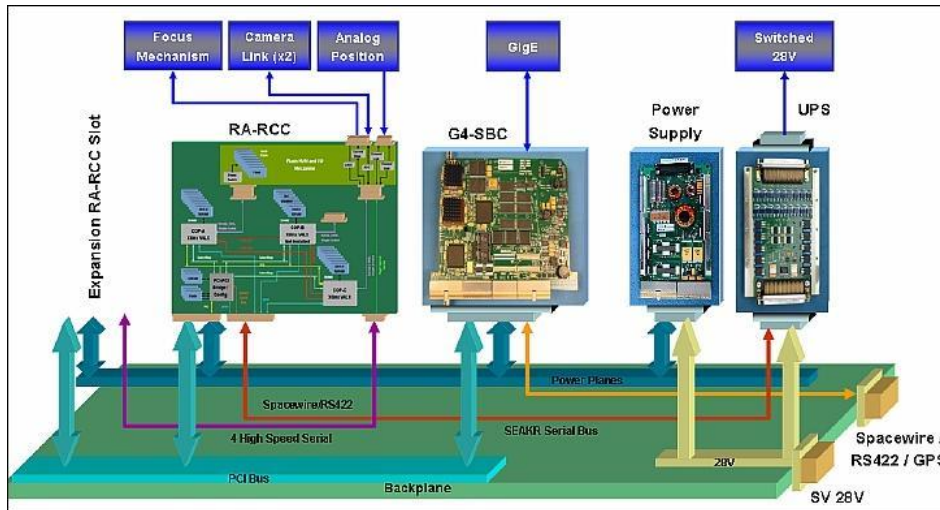 Focus
Mechanism
Camera
Link (x2)
Analog
Position
GigE
Switched
28V
RA-RCC
G4-SBC
Power
Supply
UPS
Expansion RA-RCC Slot
Power Planes
Spacewire/RS422
4 High Speed Serial
SEAKR Serial Bus
PCI Bus
Backplane
28V
Spacewire /
RS422 / GPS
SV 28V